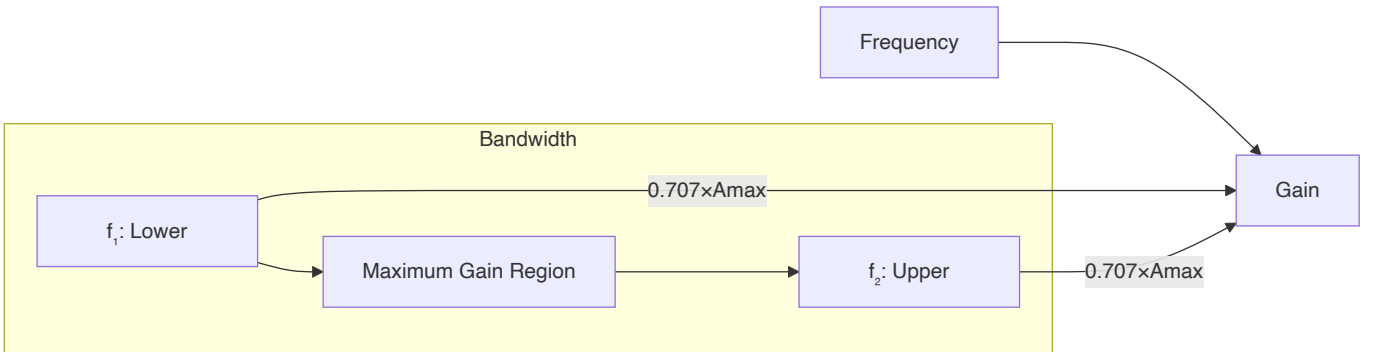 Frequency
Bandwidth
0.707×Amax
Gain
f₁: Lower
Maximum Gain Region
f₂: Upper
0.707×Amax